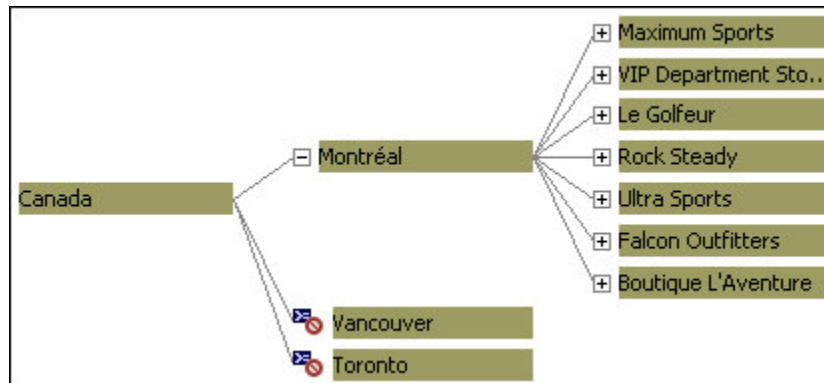 Canada
Montréal
Vancouver
Toronto
Maximum Sports
VIP Department Sto..
Le Golfeur
Rock Steady
Ultra Sports
Falcon Outfitters
Boutique L'Aventure